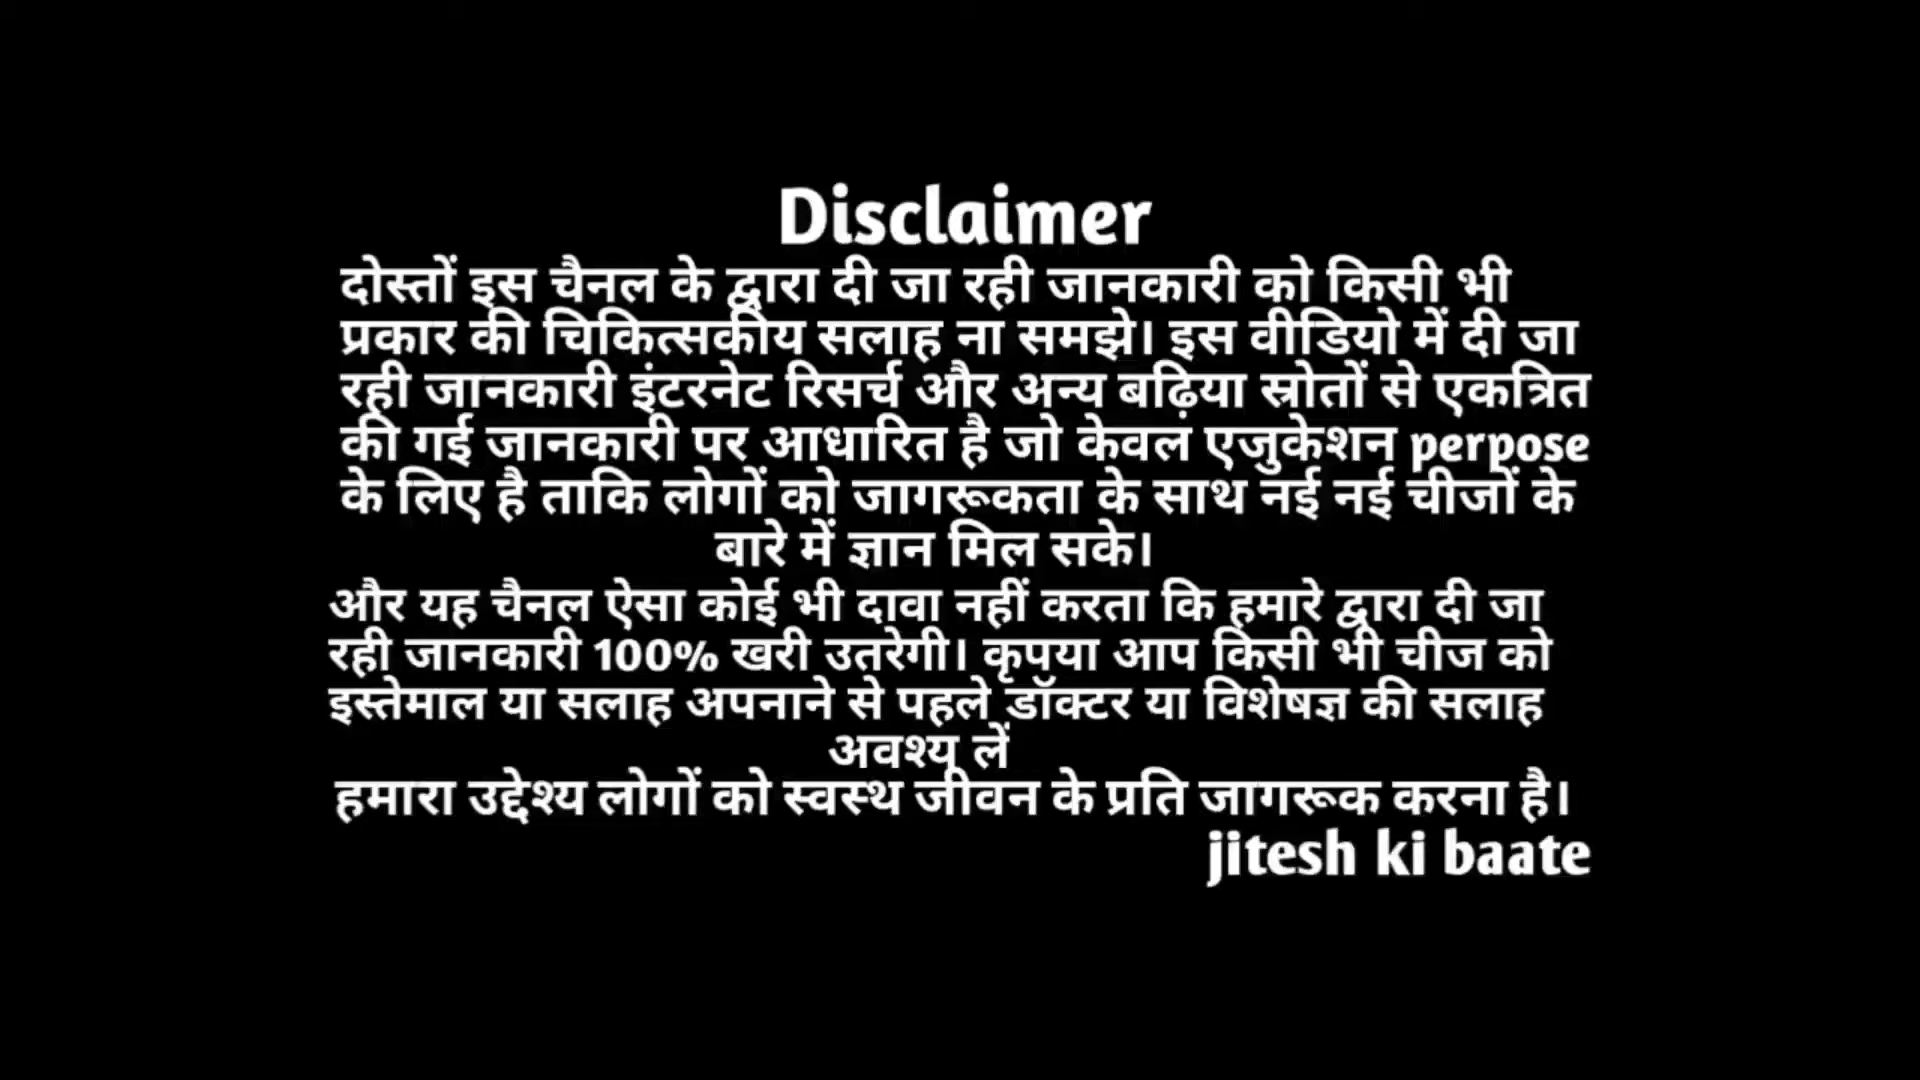 Disclaimer
दोस्तों इस चैनल के द्वारा दी जा रही जानकारी को किसी भी
प्रकार की चिकित्सकीय सलाह ना समझे। इस वीडियो में दी जा
रही जानकारी इंटरनेट रिसर्च और अन्य बढ़िया स्रोतों से एकत्रित
की गई जानकारी पर आधारित है जो केवल एजुकेशन perpose
के लिए है ताकि लोगों को जागरूकता के साथ नई नई चीजों के
बारे में ज्ञान मिल सके।
और यह चैनल ऐसा कोई भी दावा नहीं करता कि हमारे द्वारा दी जा
रही जानकारी 100% खरी उतरेगी। कृपया आप किसी भी चीज को
इस्तेमाल या सलाह अपनाने से पहले डॉक्टर या विशेषज्ञ की सलाह
अवश्य लें
हमारा उद्देश्य लोगों को स्वस्थ जीवन के प्रति जागरूक करना है।
jitesh ki baate